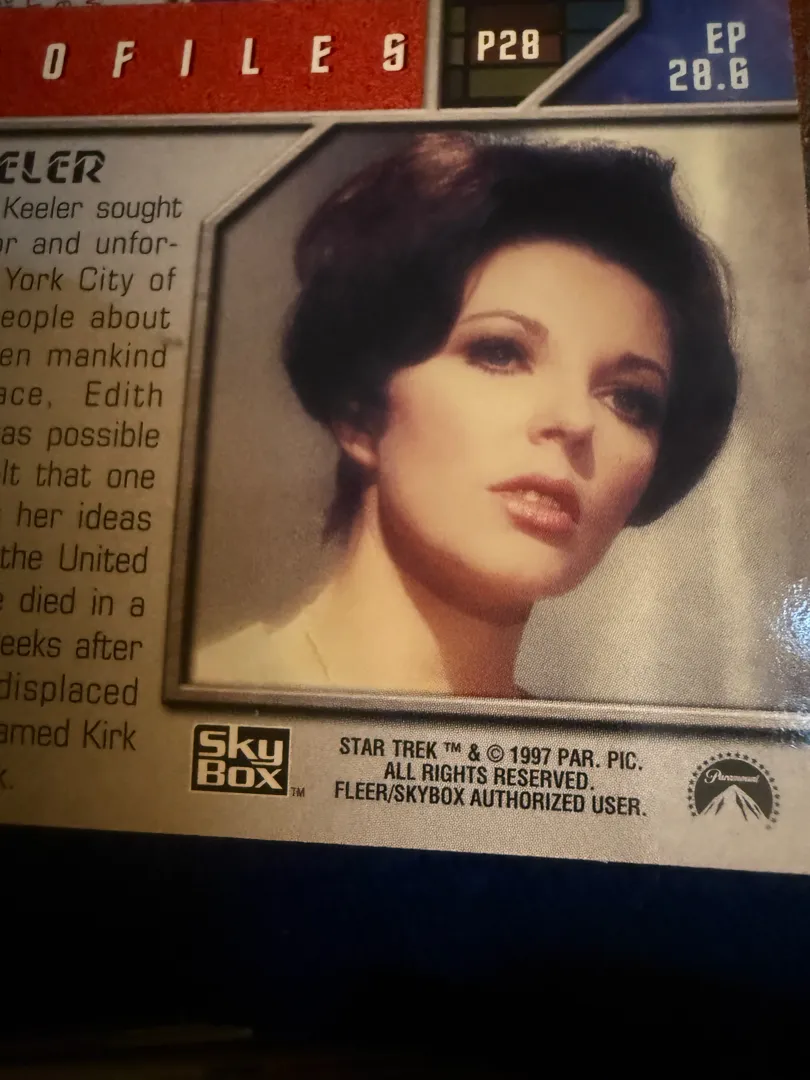 OFILES
P28
EP
28.6
ELER
Keeler sought
or and unfor-
York City of
eople about
en mankind
ace, Edith
as possible
lt that one
her ideas
the United
e died in a
eeks after
displaced
amed Kirk
k.
Sky
Box
TM
STAR TREK ™ & © 1997 PAR. PIC.
ALL RIGHTS RESERVED.
FLEER/SKYBOX AUTHORIZED USER.
Paramount